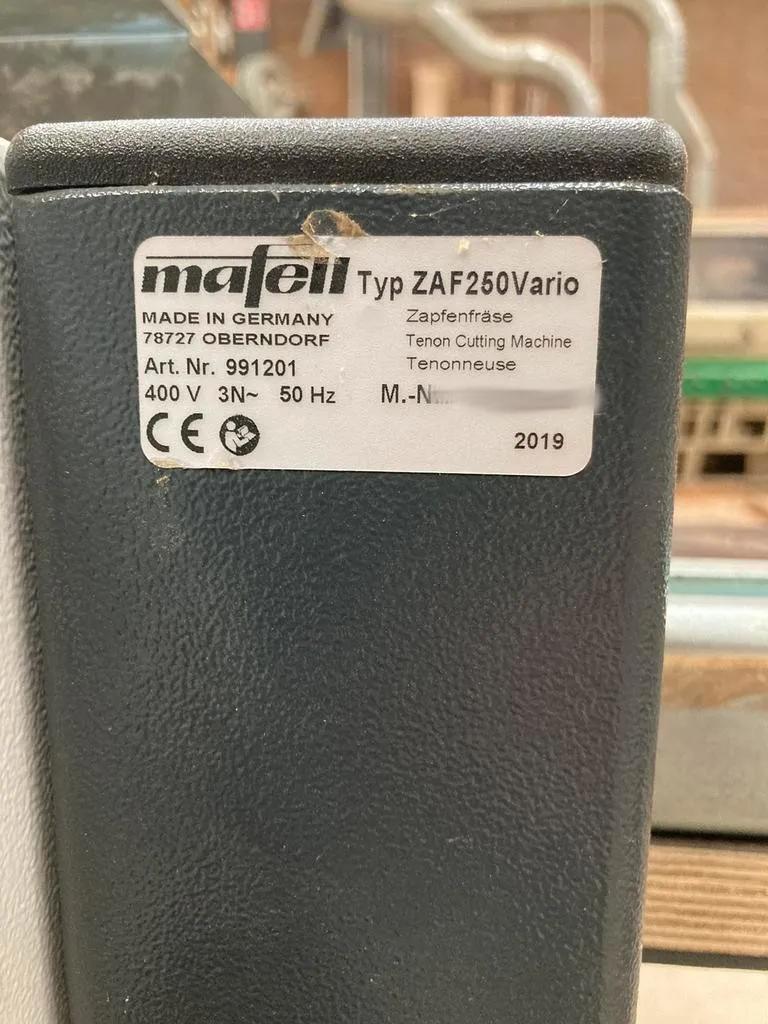 mafell Typ ZAF250Vario
MADE IN GERMANY
78727 OBERNDORF
Zapfenfräse
Tenon Cutting Machine
Tenonneuse
Art. Nr. 991201
400 V 3N~ 50 Hz
M.-N
CE
2019